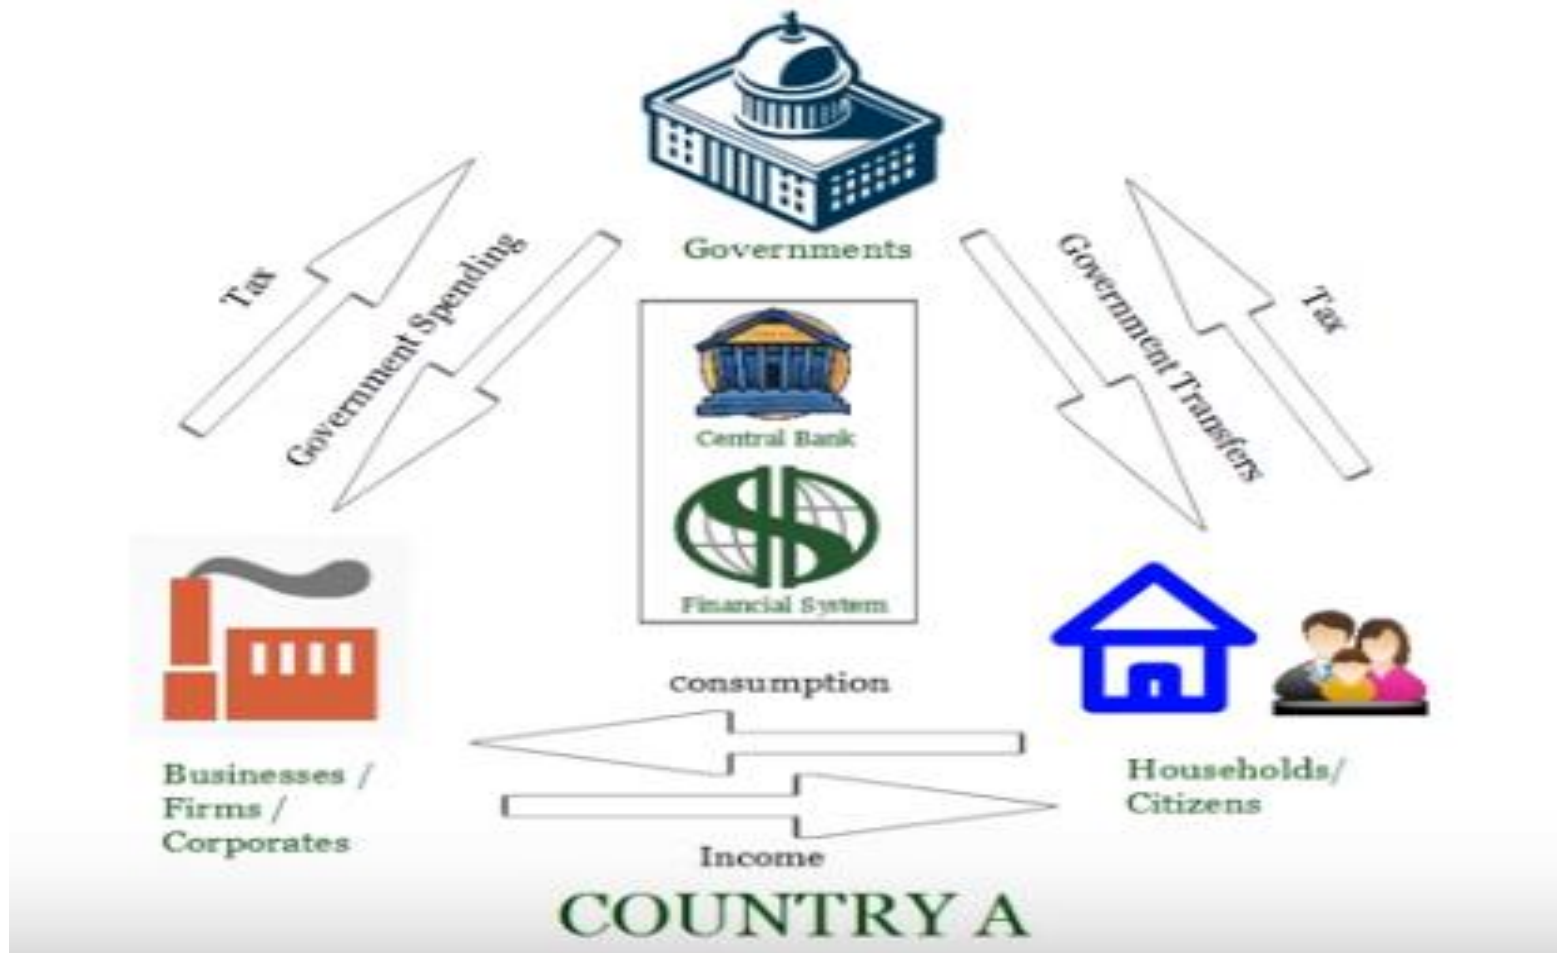 Governments
Tax
Government Spending
Government Transfers
Tax
Central Bank
Financial System
consumption
Businesses /
Firms /
Corporates
Households/
Citizens
Income
COUNTRY A